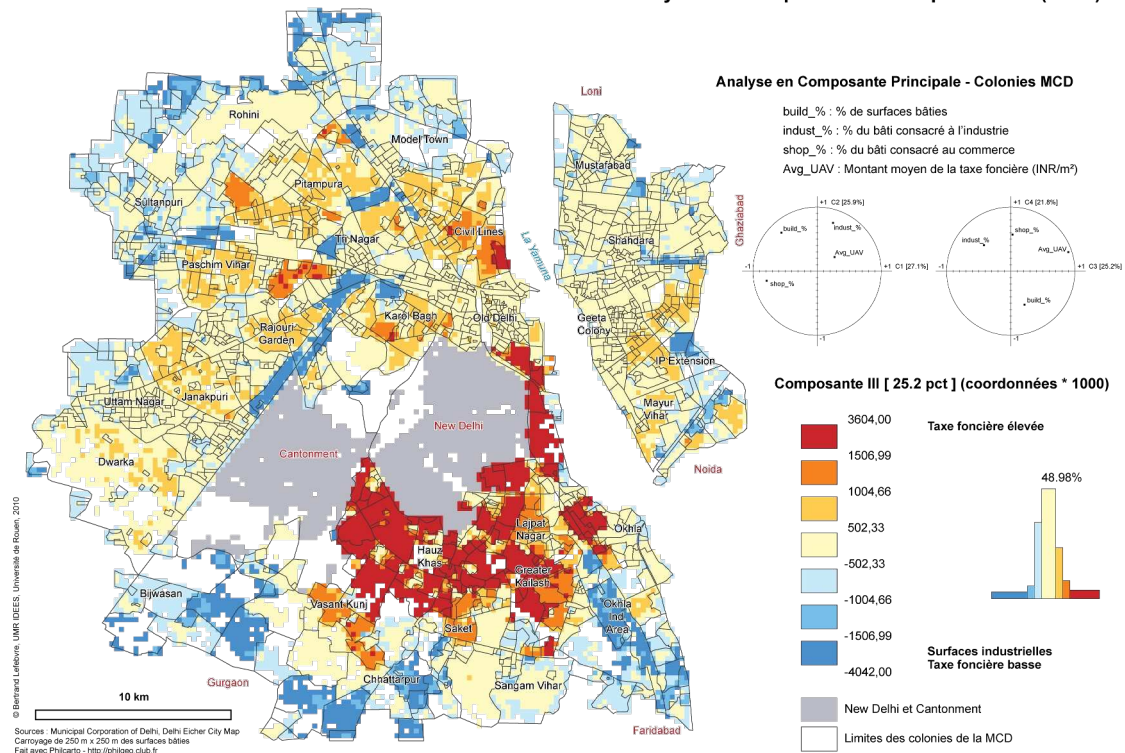 Analyse en Composante Principale - Colonies MCD
build_% : % de surfaces bâties
indust_% : % du bâti consacré à l'industrie
shop_% : % du bâti consacré au commerce
Avg_UAV : Montant moyen de la taxe foncière (INR/m²)
+1 C2 [25.9%]
build_%
indust_%
Avg_UAV
-1
+1 C1 [27.1%]
shop_%
-1
+1 C4 [21.8%]
shop_%
indust_%
Avg_UAV
-1
+1 C3 [25.2%]
build_%
-1
Composante III [ 25.2 pct ] (coordonnées * 1000)
3604,00
Taxe foncière élevée
1506,99
1004,66
48.98%
502,33
-502,33
-1004,66
-1506,99
Surfaces industrielles
Taxe foncière basse
-4042,00
New Delhi et Cantonment
Limites des colonies de la MCD
Loni
Rohini
Model Town
Mustafabad
Pitampura
Sultanpuri
Ghaziabad
Civil Lines
La Yamuna
Tri Nagar
Shahdara
Paschim Vihar
Karol Bagh
Old Delhi
Geeta
Colony
Rajouri
Garden
IP Extension
Janakpuri
Uttam Nagar
Mayur
Vihar
New Delhi
Cantonment
Dwarka
Noida
Lajpat
Nagar
Okhla
Hauz
Khas
Greater
Kailash
Bijwasan
Vasant Kunj
Okhla
Ind
Area
Saket
Chhattarpur
Gurgaon
Sangam Vihar
Faridabad
10 km
© Bertrand Lefebvre, UMR IDEES, Université de Rouen, 2010
Sources : Municipal Corporation of Delhi, Delhi Eicher City Map
Carroyage de 250 m x 250 m des surfaces bâties
Fait avec Philcarto - http://philgeo.club.fr